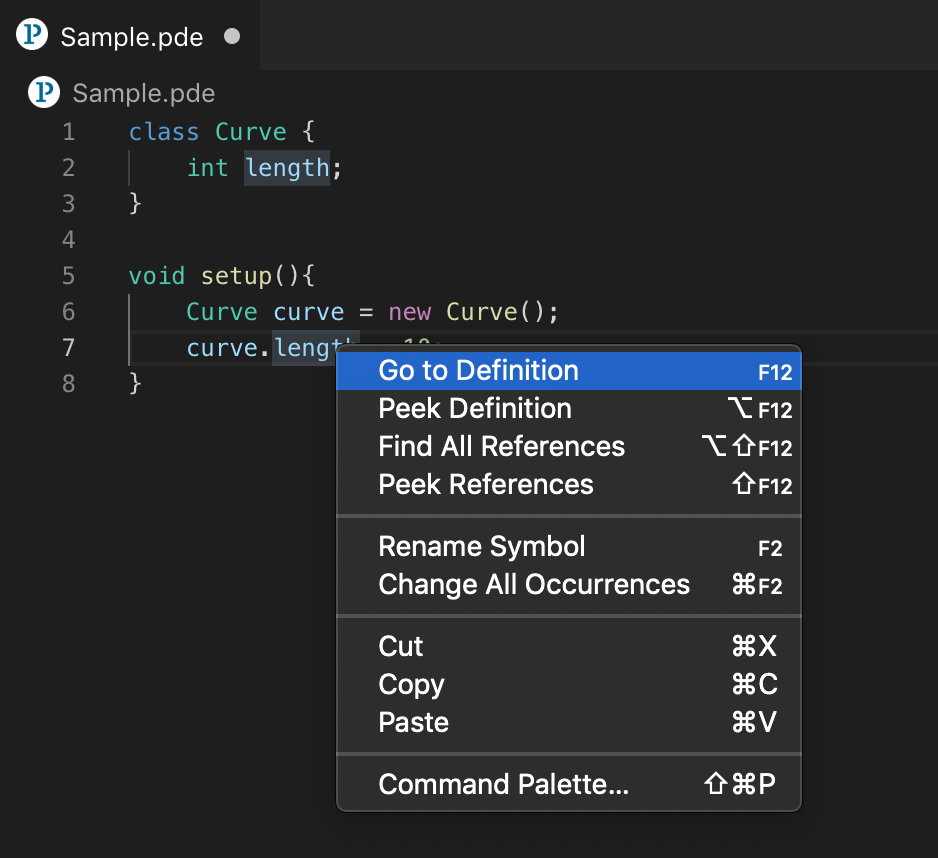 Sample.pde
Sample.pde
1 class Curve {
2 int length;
3 }
4
5 void setup(){
6 Curve curve = new Curve();
7 curve.length
8 }
Go to Definition F12
Peek Definition ⌥F12
Find All References ⌥⇧F12
Peek References ⇧F12
Rename Symbol F2
Change All Occurrences ⌘F2
Cut ⌘X
Copy ⌘C
Paste ⌘V
Command Palette... ⇧⌘P